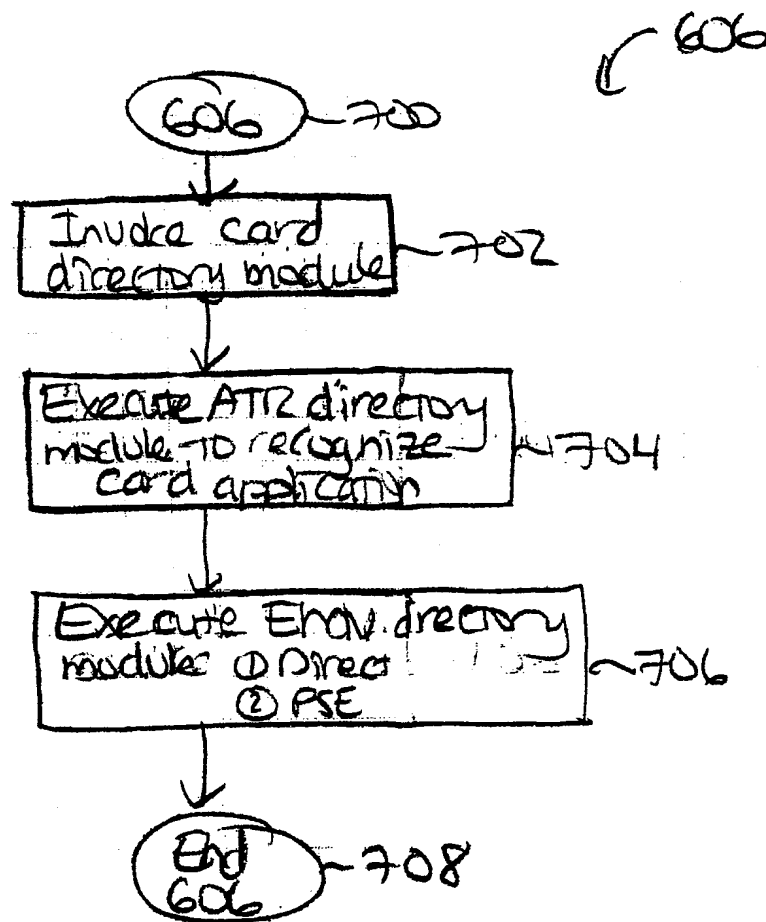 606
606 ~700
Invoke card
directory module
~702
Execute ATR directory
module to recognize
card application
~704
Execute directory
module: ① Direct
② PSE
~706
End
606
~708